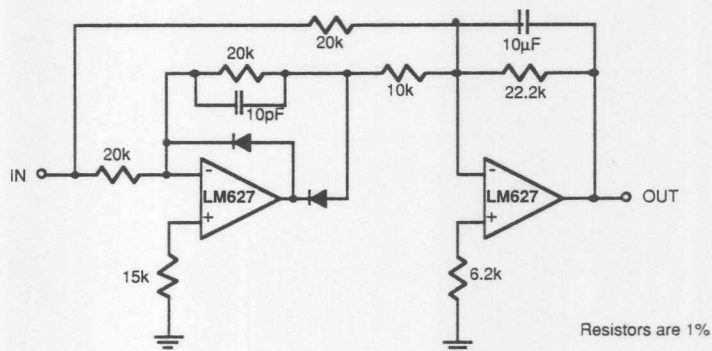 20k
10µF
20k
10k
22.2k
10pF
20k
IN
-
LM627
+
-
LM627
+
OUT
15k
6.2k
Resistors are 1%